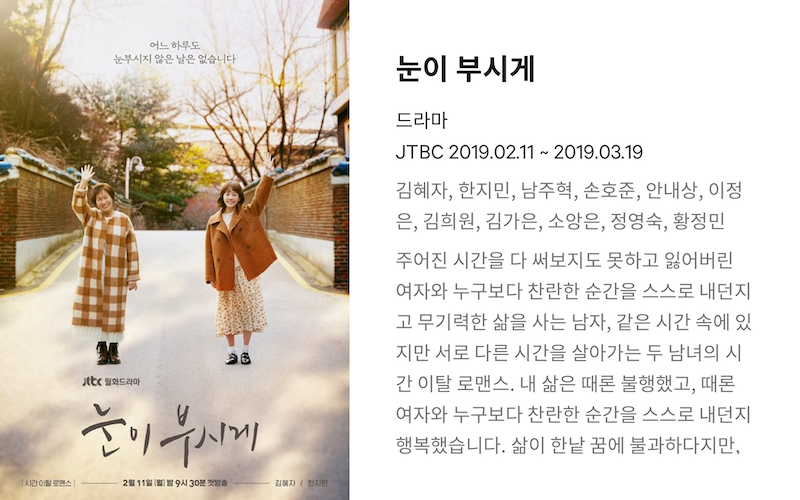 어느 하루도
눈부시지 않은 날은 없습니다
jtbc 월화드라마
눈이 부시게
[시간 이탈 로맨스]
2월 11일 [월] 밤 9시 30분 첫방송
김혜자 / 한지민
눈이 부시게
드라마
JTBC 2019.02.11 ~ 2019.03.19
김혜자, 한지민, 남주혁, 손호준, 안내상, 이정
은, 김희원, 김가은, 소앙은, 정영숙, 황정민
주어진 시간을 다 써보지도 못하고 잃어버린
여자와 누구보다 찬란한 순간을 스스로 내던지
고 무기력한 삶을 사는 남자, 같은 시간 속에 있
지만 서로 다른 시간을 살아가는 두 남녀의 시
간 이탈 로맨스. 내 삶은 때론 불행했고, 때론
여자와 누구보다 찬란한 순간을 스스로 내던지
행복했습니다. 삶이 한낱 꿈에 불과하다지만,